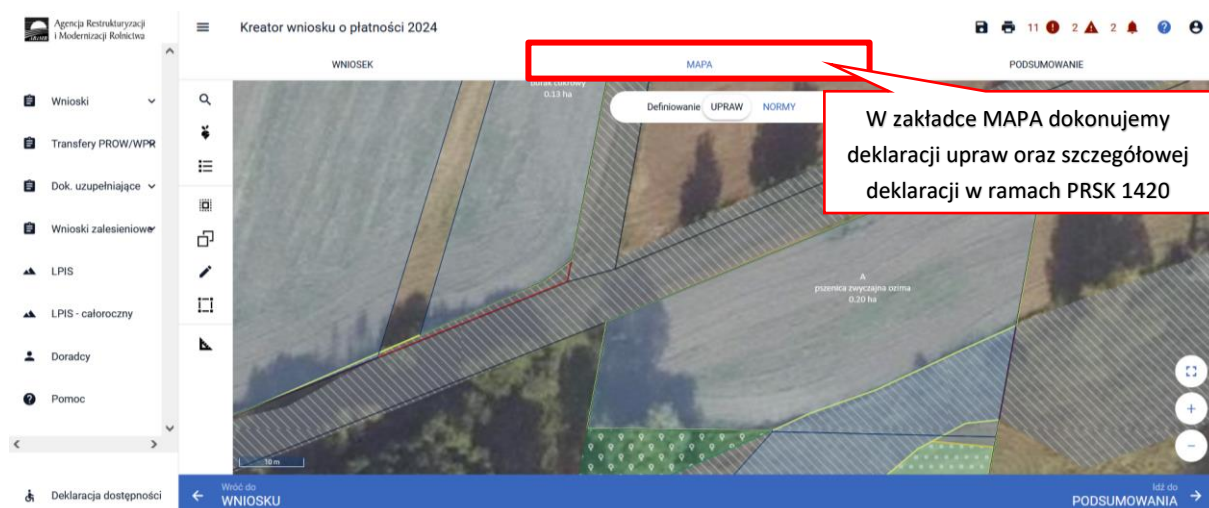 Agencja Restrukturyzacji
i Modernizacji Rolnictwa
Kreator wniosku o płatności 2024
11
2
2
WNIOSEK
MAPA
PODSUMOWANIE
Wnioski
Transfery PROW/WPR
Dok. uzupełniające
Wnioski zalesieniowe
LPIS
LPIS - całoroczny
Doradcy
Pomoc
Deklaracja dostępności
burak cukrowy
0.13 ha
Definiowanie UPRAW NORMY
W zakładce MAPA dokonujemy
deklaracji upraw oraz szczegółowej
deklaracji w ramach PRSK 1420
A
pszenica zwyczajna ozima
0.20 ha
10 m
Wróć do
WNIOSKU
Idź do
PODSUMOWANIA